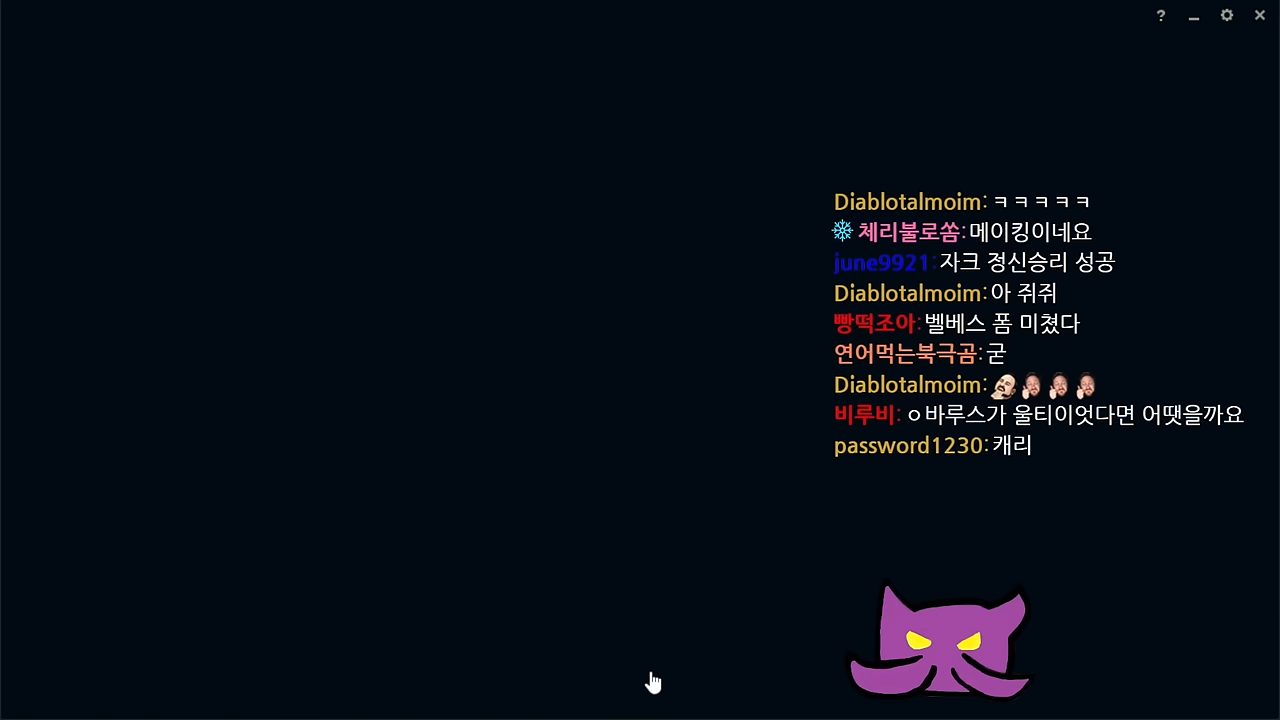 ?
Diablotalmoim: ㅋㅋㅋㅋㅋ
체리불로쏨: 메이킹이네요
june9921: 자크 정신승리 성공
Diablotalmoim: 아 쥐쥐
빵떡조아: 벨베스 폼 미쳤다
연어먹는북극곰: 굳
Diablotalmoim:
비루비: ㅇ바루스가 울티이엇다면 어땟을까요
password1230: 캐리